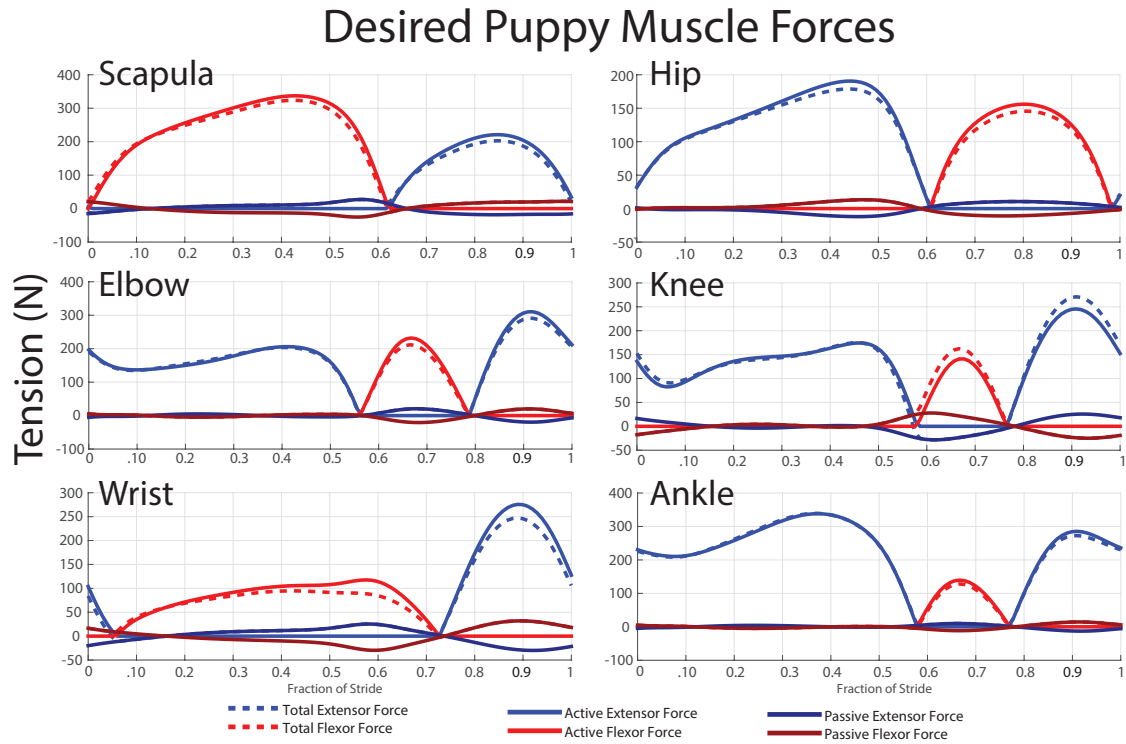 Desired Puppy Muscle Forces
Tension (N)
Scapula
400
300
200
100
0
-100
0 .10 0.2 0.3 0.4 0.5 0.6 0.7 0.8 0.9 1
Hip
200
150
100
50
0
-50
0 .10 0.2 0.3 0.4 0.5 0.6 0.7 0.8 0.9 1
Elbow
400
300
200
100
0
-100
0 .10 0.2 0.3 0.4 0.5 0.6 0.7 0.8 0.9 1
Knee
300
250
200
150
100
50
0
-50
0 .10 0.2 0.3 0.4 0.5 0.6 0.7 0.8 0.9 1
Wrist
300
250
200
150
100
50
0
-50
0 .10 0.2 0.3 0.4 0.5 0.6 0.7 0.8 0.9 1
Fraction of Stride
Ankle
400
300
200
100
0
-100
0 .10 0.2 0.3 0.4 0.5 0.6 0.7 0.8 0.9 1
Fraction of Stride
Total Extensor Force
Total Flexor Force
Active Extensor Force
Active Flexor Force
Passive Extensor Force
Passive Flexor Force